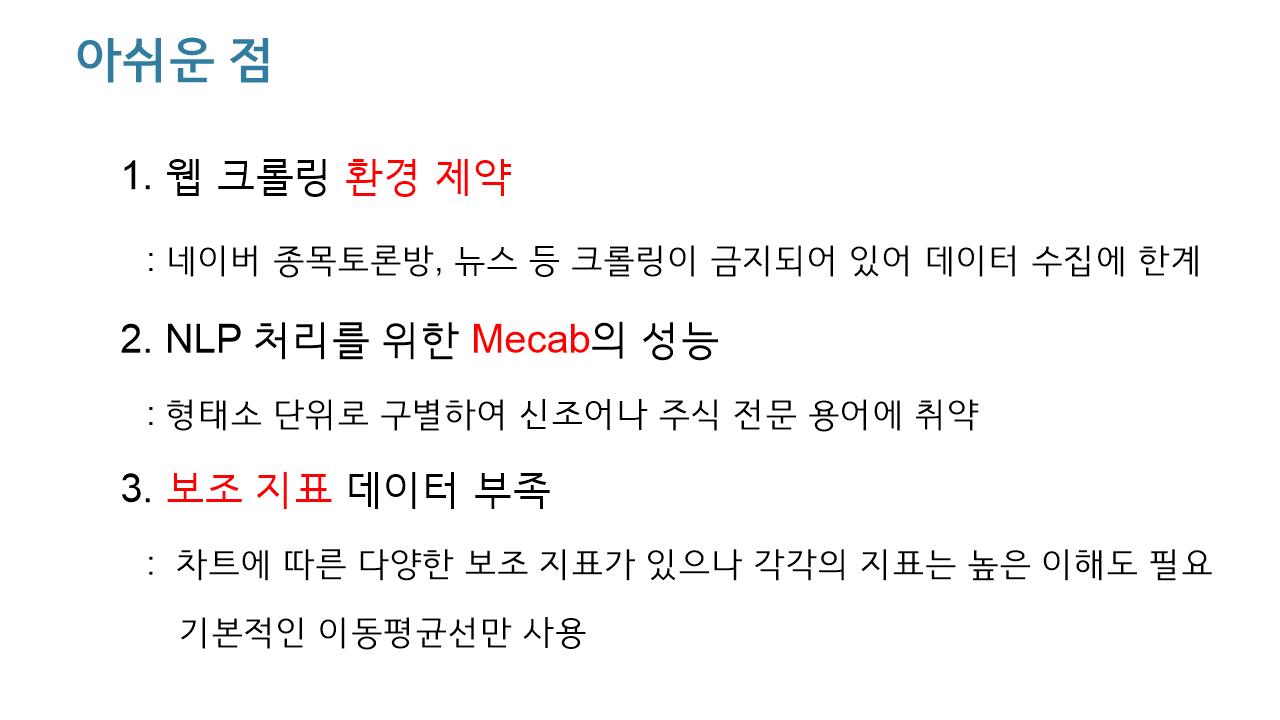 아쉬운 점
1. 웹 크롤링 환경 제약
: 네이버 종목토론방, 뉴스 등 크롤링이 금지되어 있어 데이터 수집에 한계
2. NLP 처리를 위한 Mecab의 성능
: 형태소 단위로 구별하여 신조어나 주식 전문 용어에 취약
3. 보조 지표 데이터 부족
: 차트에 따른 다양한 보조 지표가 있으나 각각의 지표는 높은 이해도 필요
기본적인 이동평균선만 사용